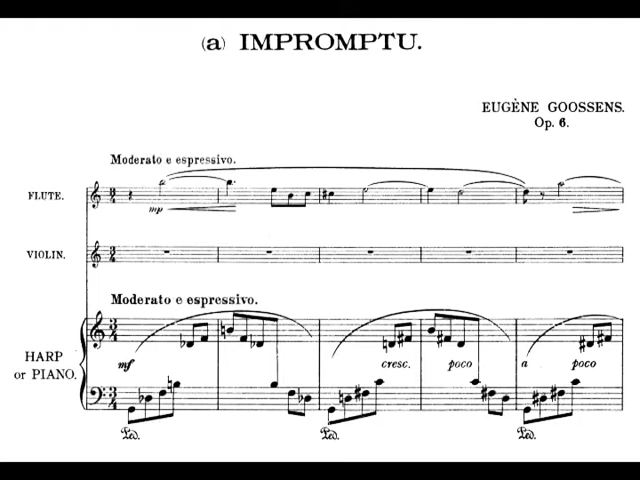 (a) IMPROMPTU.
EUGÈNE GOOSSENS.
Op. 6.
Moderato e espressivo.
FLUTE.
mp
VIOLIN.
Moderato e espressivo.
HARP
or PIANO.
mf
cresc. poco a poco
Ped. Ped. Ped.